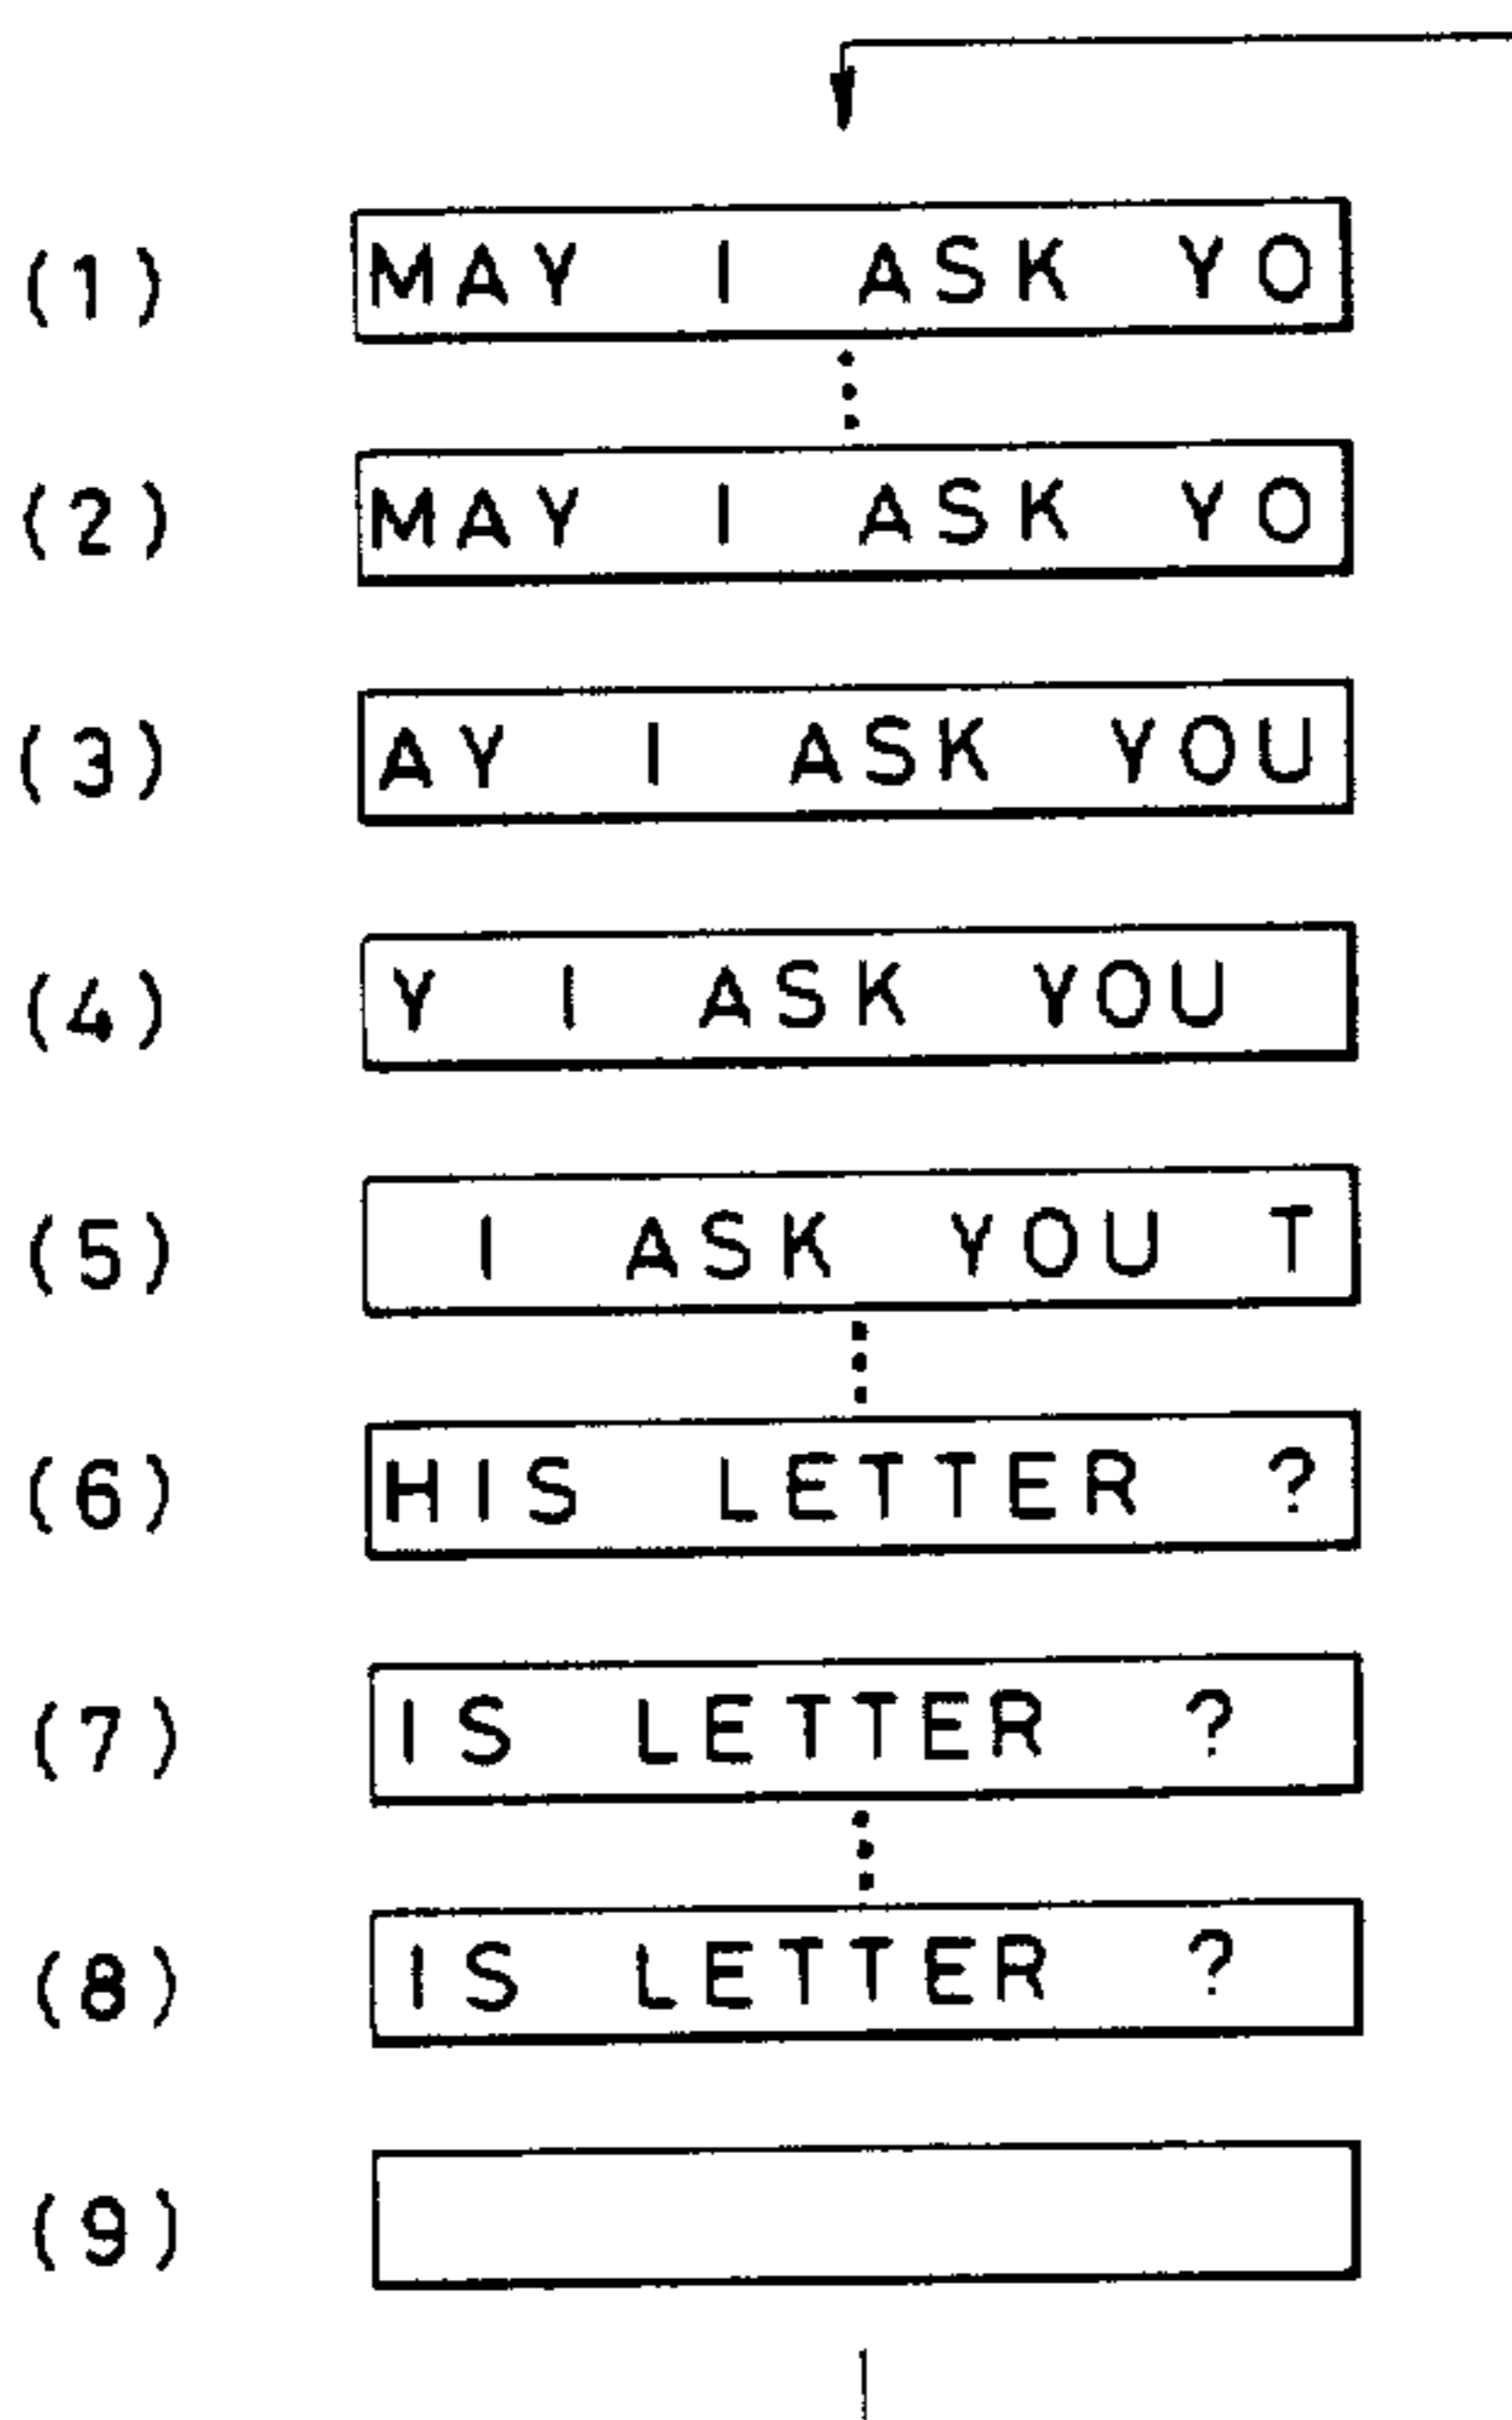 (1) MAY I ASK YO
(2) MAY I ASK YO
(3) AY I ASK YOU
(4) Y I ASK YOU
(5) I ASK YOU T
(6) HIS LETTER ?
(7) IS LETTER ?
(8) IS LETTER ?
(9)